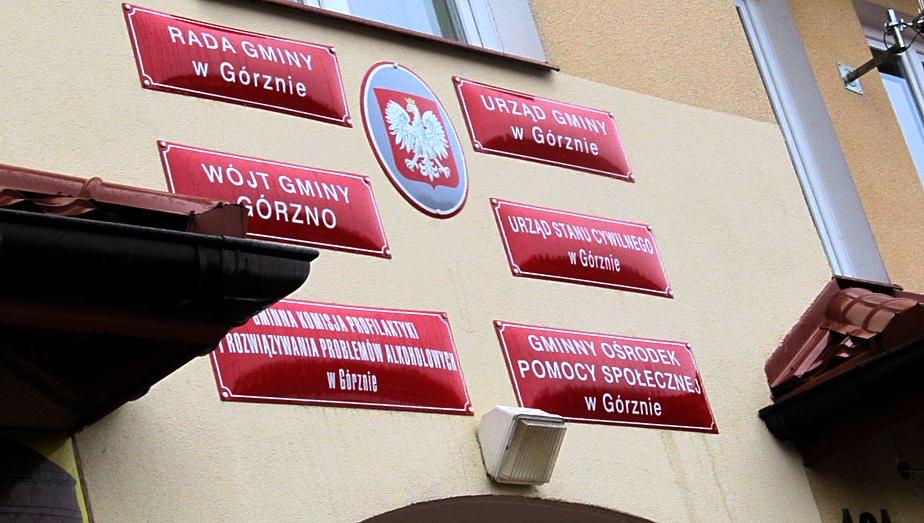 RADA GMINY
w Górznie
URZĄD GMINY
w Górznie
WÓJT GMINY
GÓRZNO
URZĄD STANU CYWILNEGO
w Górznie
GMINNA KOMISJA PROFILAKTYKI
I ROZWIĄZYWANIA PROBLEMÓW ALKOHOLOWYCH
w Górznie
GMINNY OŚRODEK
POMOCY SPOŁECZNEJ
w Górznie